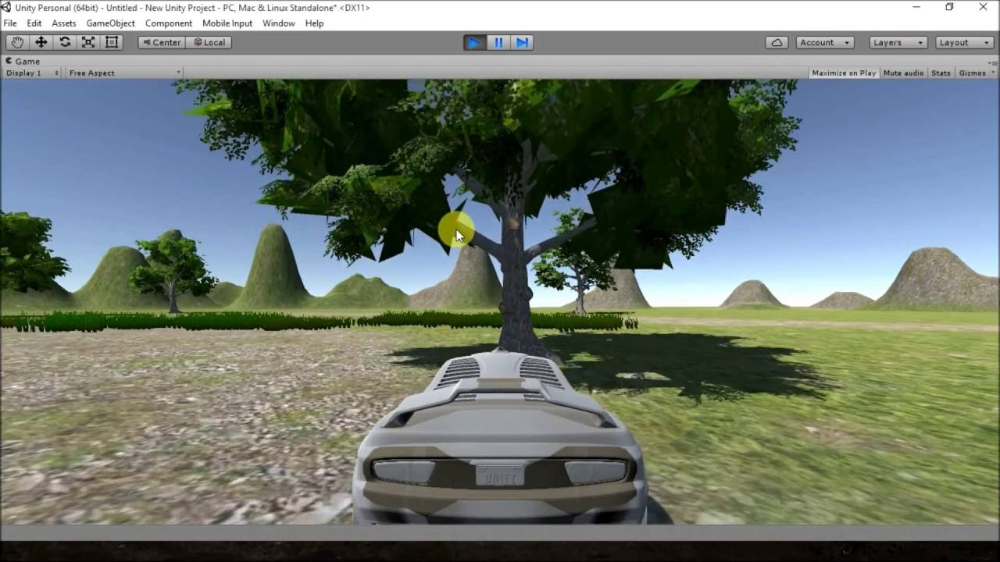 Unity Personal (64bit) - Untitled - New Unity Project - PC, Mac & Linux Standalone* <DX11>
File Edit Assets GameObject Component Mobile Input Window Help
Center Local Account Layers Layout
Game
Display 1 Free Aspect Maximize on Play Mute audio Stats Gizmos
UNITY